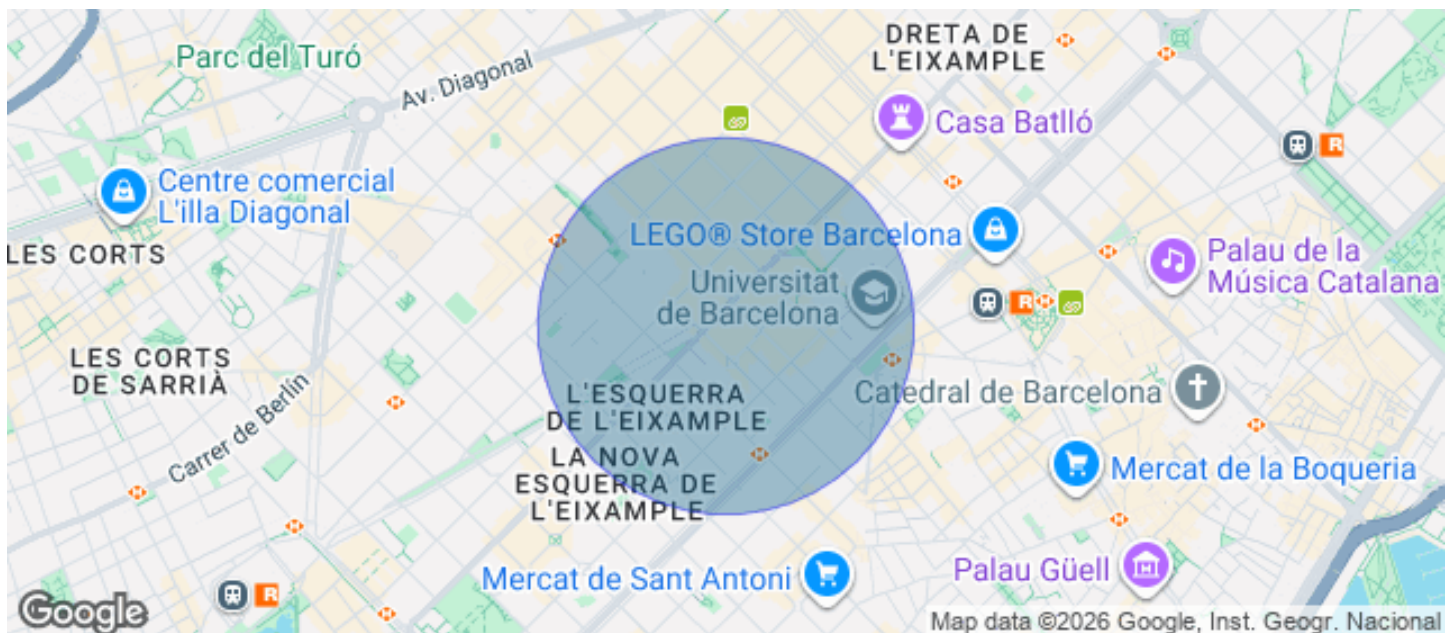 DRETA DE
L'EIXAMPLE
Parc del Turó
Av. Diagonal
Casa Batlló
R
Centre comercial
L'illa Diagonal
LEGO® Store Barcelona
LES CORTS
Palau de la
Música Catalana
Universitat
de Barcelona
R
LES CORTS
DE SARRIÀ
L'ESQUERRA
DE L'EIXAMPLE
Catedral de Barcelona
Carrer de Berlín
LA NOVA
ESQUERRA DE
L'EIXAMPLE
Mercat de la Boqueria
Mercat de Sant Antoni
Palau Güell
R
Google
Map data ©2026 Google, Inst. Geogr. Nacional